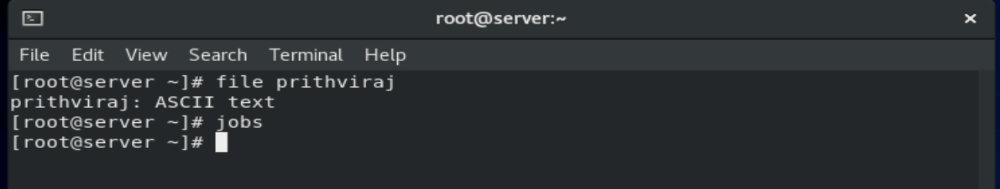 root@server:~
File Edit View Search Terminal Help
[root@server ~]# file prithviraj
prithviraj: ASCII text
[root@server ~]# jobs
[root@server ~]#